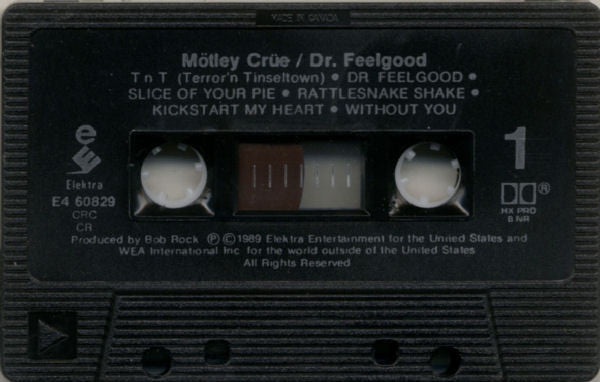 MADE IN CANADA
Mötley Crüe / Dr. Feelgood
T n T (Terror'n Tinseltown) • DR FEELGOOD •
SLICE OF YOUR PIE • RATTLESNAKE SHAKE •
KICKSTART MY HEART • WITHOUT YOU
e
Elektra
E4 60829
CRC
CR
1
HX PRO
B NR
®
Produced by Bob Rock Ⓟ ©1989 Elektra Entertainment for the United States and
WEA International Inc for the world outside of the United States
All Rights Reserved